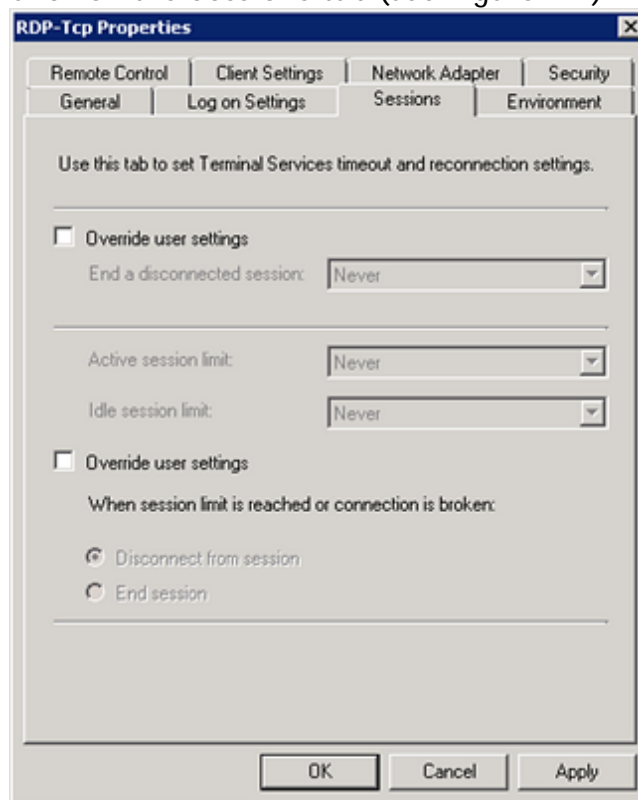 RDP-Tcp Properties
Remote Control Client Settings Network Adapter Security
General Log on Settings Sessions Environment
Use this tab to set Terminal Services timeout and reconnection settings.
Override user settings
End a disconnected session: Never
Active session limit: Never
Idle session limit: Never
Override user settings
When session limit is reached or connection is broken:
Disconnect from session
End session
OK Cancel Apply